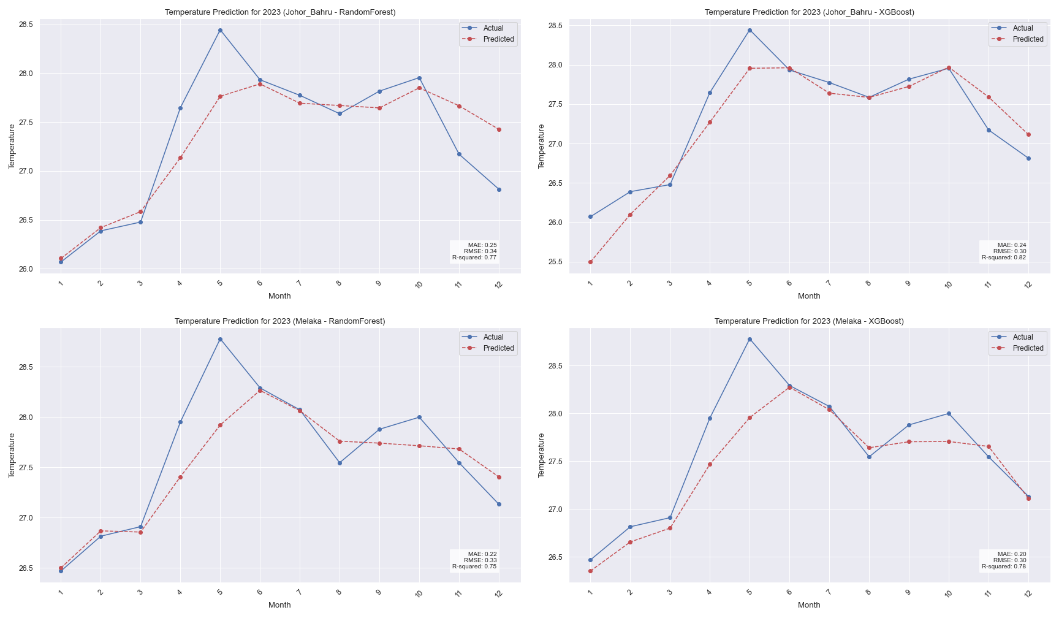 Temperature Prediction for 2023 (Johor_Bahru - RandomForest)
28.5
28.0
27.5
27.0
26.5
26.0
Temperature
Actual
Predicted
MAE: 0.25
RMSE: 0.34
R-squared: 0.77
1 2 3 4 5 6 7 8 9 10 11 12
Month
Temperature Prediction for 2023 (Johor_Bahru - XGBoost)
28.5
28.0
27.5
27.0
26.5
26.0
25.5
Temperature
Actual
Predicted
MAE: 0.24
RMSE: 0.30
R-squared: 0.82
1 2 3 4 5 6 7 8 9 10 11 12
Month
Temperature Prediction for 2023 (Melaka - RandomForest)
28.5
28.0
27.5
27.0
26.5
Temperature
Actual
Predicted
MAE: 0.22
RMSE: 0.33
R-squared: 0.75
1 2 3 4 5 6 7 8 9 10 11 12
Month
Temperature Prediction for 2023 (Melaka - XGBoost)
28.5
28.0
27.5
27.0
26.5
Temperature
Actual
Predicted
MAE: 0.20
RMSE: 0.30
R-squared: 0.78
1 2 3 4 5 6 7 8 9 10 11 12
Month